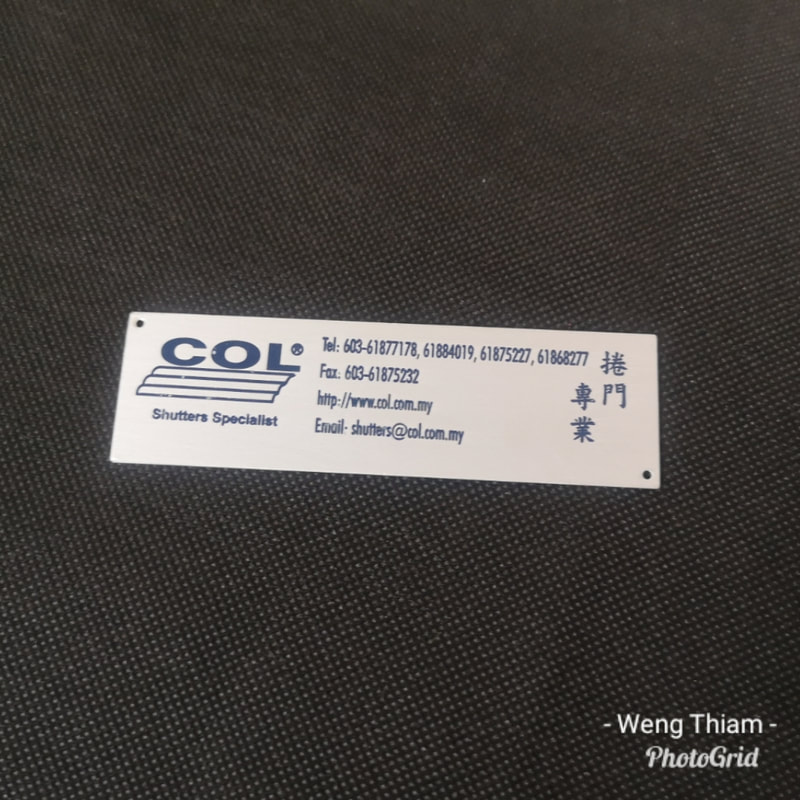 COL®
Shutters Specialist
Tel: 603-61877178, 61884019, 61875227, 61868277
Fax: 603-61875232
http://www.col.com.my
Email: shutters@col.com.my
捲門
專業
- Weng Thiam -
PhotoGrid